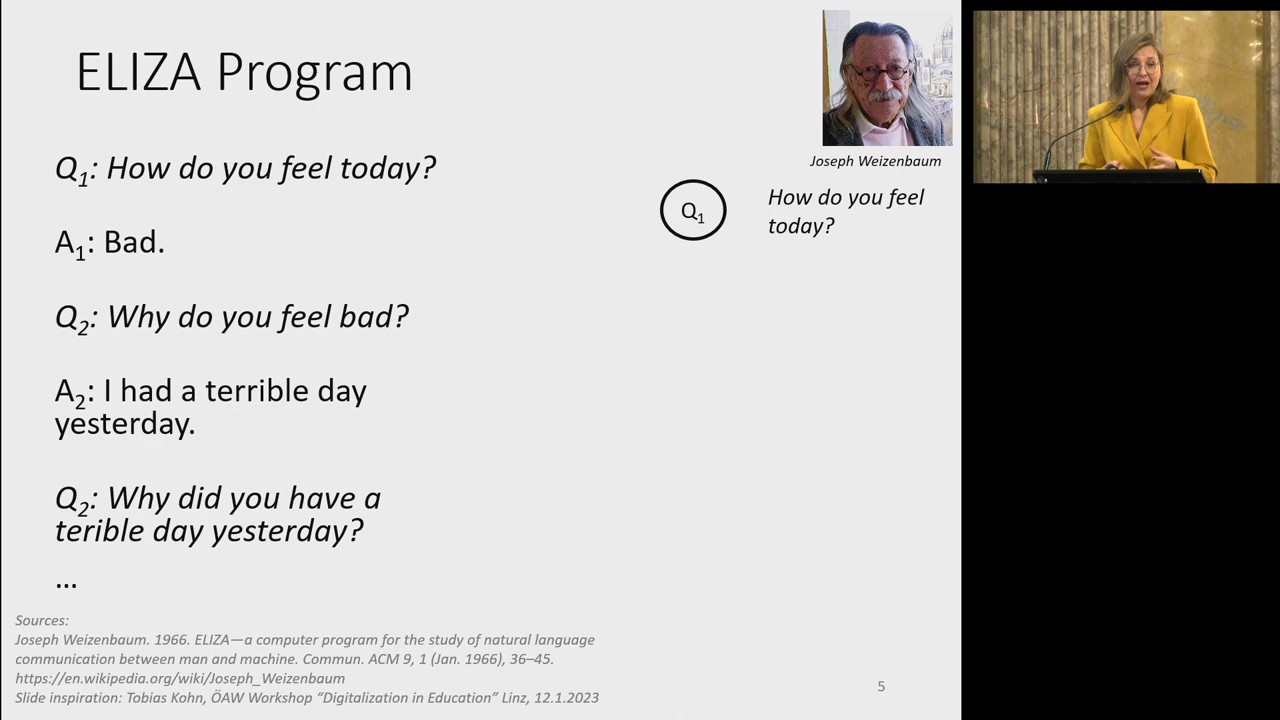 ELIZA Program
Q1: How do you feel today?
A1: Bad.
Q2: Why do you feel bad?
A2: I had a terrible day
yesterday.
Q2: Why did you have a
terible day yesterday?
...
Joseph Weizenbaum
Q1
How do you feel
today?
Sources:
Joseph Weizenbaum. 1966. ELIZA—a computer program for the study of natural language
communication between man and machine. Commun. ACM 9, 1 (Jan. 1966), 36–45.
https://en.wikipedia.org/wiki/Joseph_Weizenbaum
Slide inspiration: Tobias Kohn, ÖAW Workshop “Digitalization in Education” Linz, 12.1.2023
5